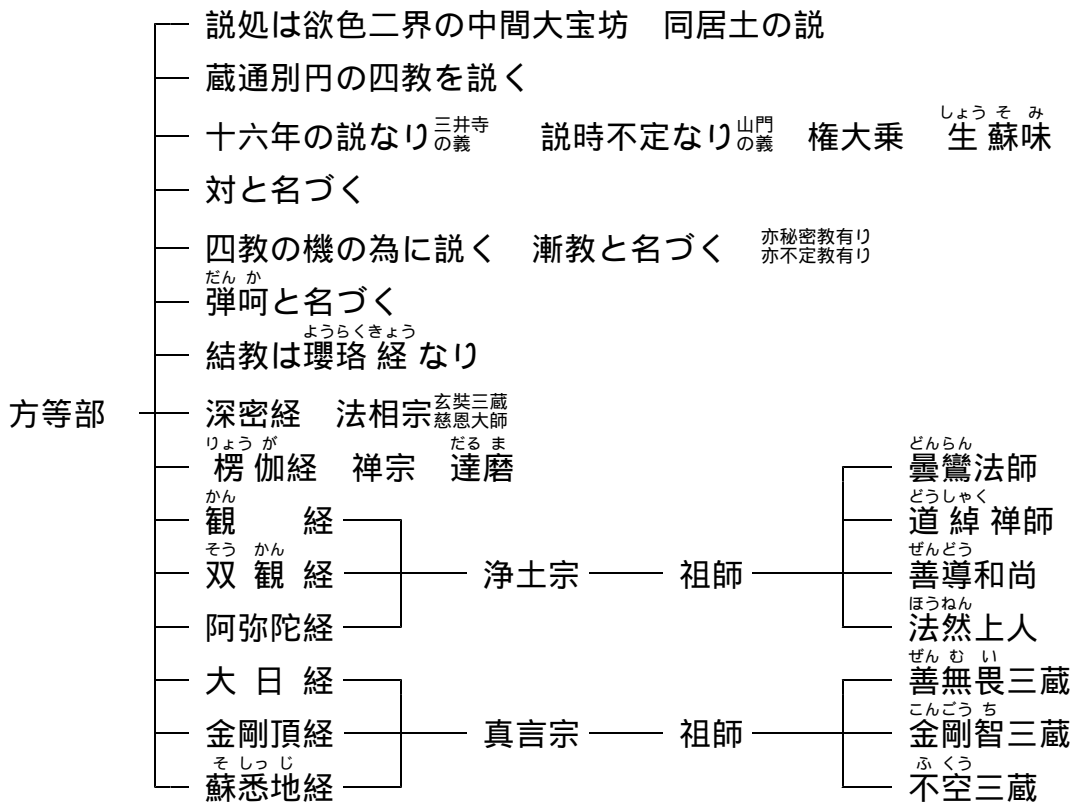 説処は欲色二界の中間大宝坊　同居土の説
蔵通別円の四教を説く
十六年の説なり三井寺の義　説時不定なり山門の義　権大乗　生蘇味
しょうそみ
対と名づく
四教の機の為に説く　漸教と名づく　亦秘密教有り
亦不定教有り
だんか
弾呵と名づく
ようらくきょう
結教は瓔珞経なり
方等部
深密経　法相宗玄奘三蔵
慈恩大師
りょうが　だるま
楞伽経　禅宗　達磨
かん
観経
そうかん
双観経
阿弥陀経
浄土宗　祖師
どんらん
曇鸞法師
どうしゃく
道綽禅師
ぜんどう
善導和尚
ほうねん
法然上人
大日経
金剛頂経
そしつじ
蘇悉地経
真言宗　祖師
ぜんむい
善無畏三蔵
こんごうち
金剛智三蔵
ふくう
不空三蔵